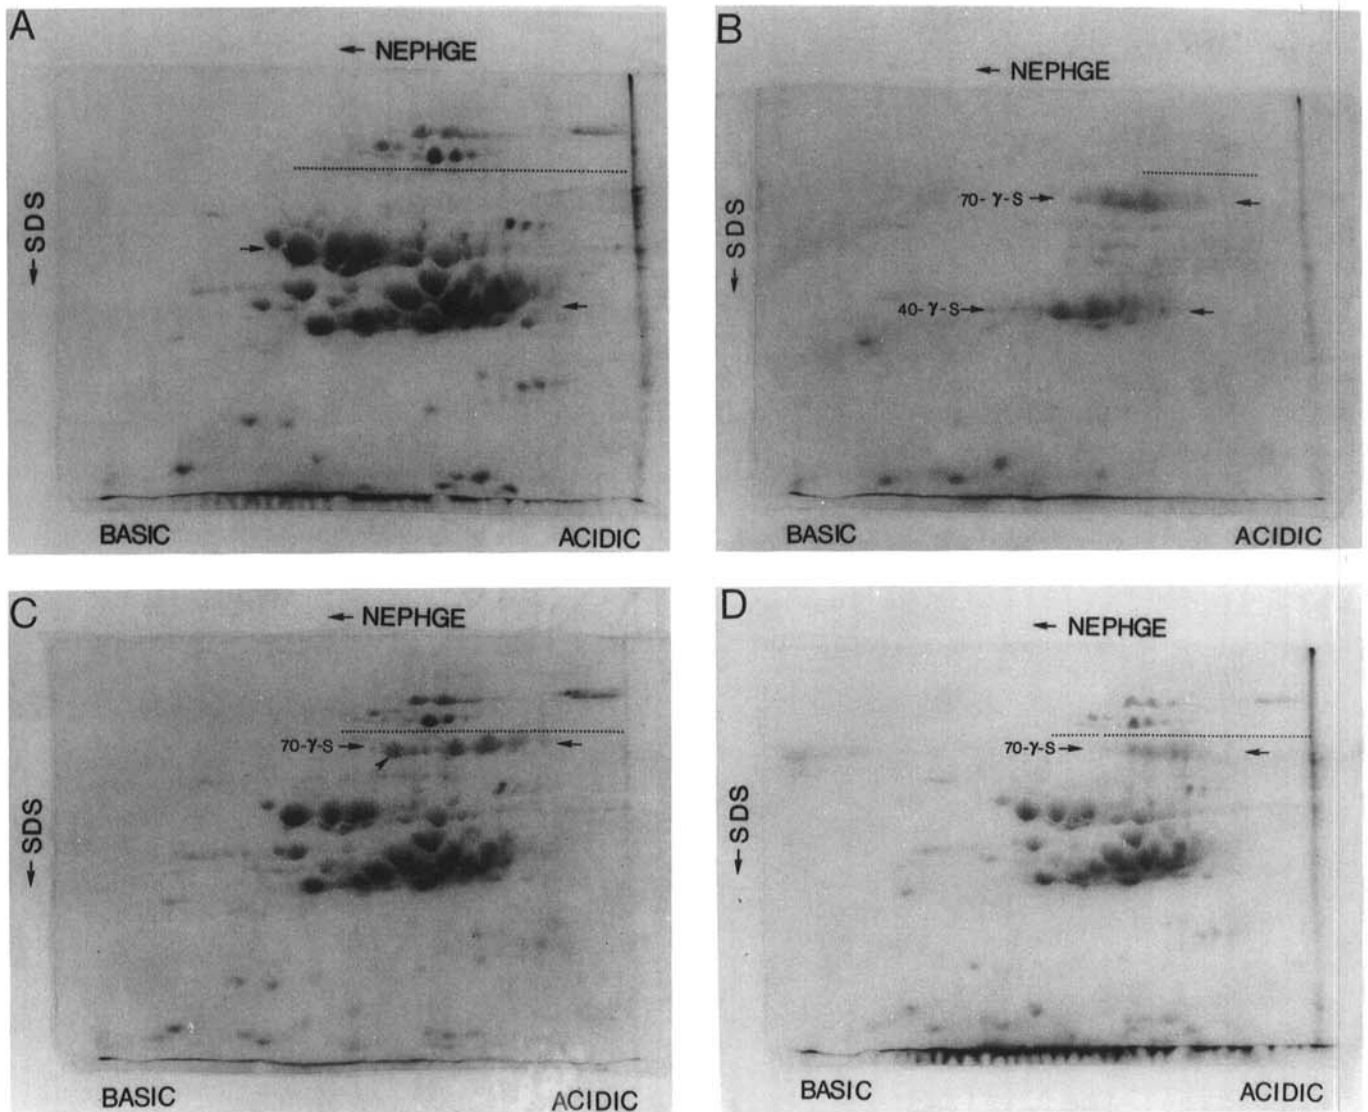 A
← NEPHGE
← SDS
BASIC
ACIDIC
B
← NEPHGE
← SDS
70-γ-S →
40-γ-S →
BASIC
ACIDIC
C
← NEPHGE
70-γ-S →
← SDS
BASIC
ACIDIC
D
← NEPHGE
70-γ-S →
← SDS
BASIC
ACIDIC